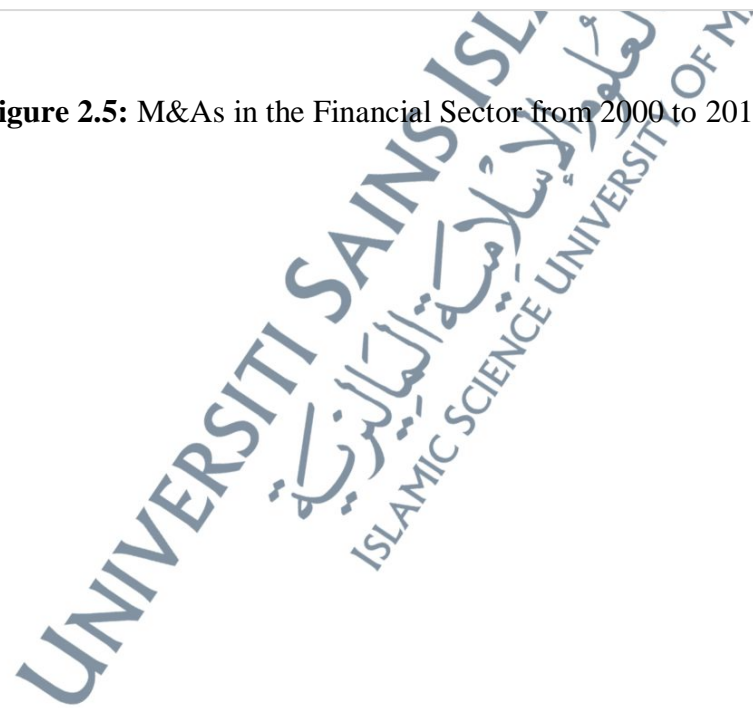 igure 2.5: M&As in the Financial Sector from 2000 to 201
UNIVERSITI SAINS ISL
لعلوم الإسلامية
الماليزية
ISLAMIC SCIENCE UNIVERSITY OF M